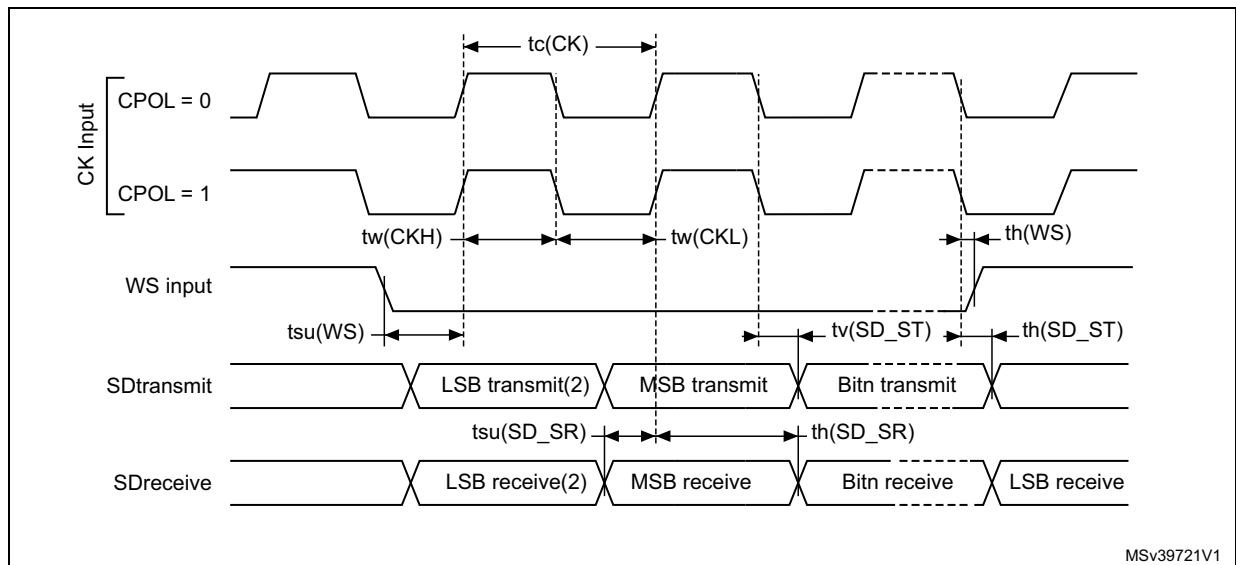 tc(CK)
CK Input
CPOL = 0
CPOL = 1
tw(CKH)
tw(CKL)
th(WS)
WS input
tsu(WS)
tv(SD_ST)
th(SD_ST)
SDtransmit
LSB transmit(2)
MSB transmit
Bitn transmit
tsu(SD_SR)
th(SD_SR)
SDreceive
LSB receive(2)
MSB receive
Bitn receive
LSB receive
MSv39721V1